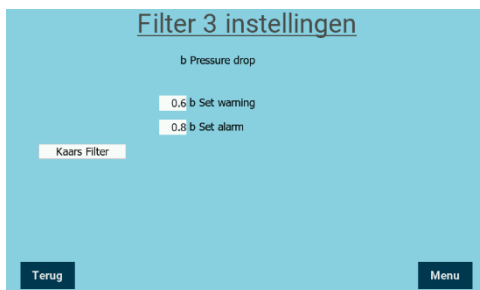 Filter 3 instellingen
b Pressure drop
0.6 b Set warning
0.8 b Set alarm
Kaars Filter
Terug
Menu